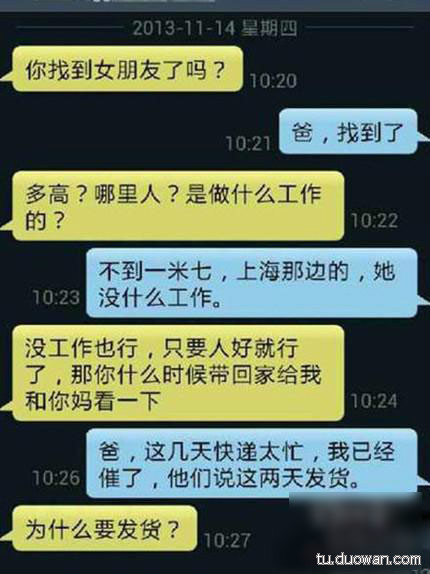 2013-11-14 星期四
你找到女朋友了吗？
10:20
爸，找到了
10:21
多高？哪里人？是做什么工作
的？
10:22
不到一米七，上海那边的，她
没什么工作。
10:23
没工作也行，只要人好就行
了，那你什么时候带回家给我
和你妈看一下
10:24
爸，这几天快递太忙，我已经
催了，他们说这两天发货。
10:26
为什么要发货？
10:27
tu.duowan.com